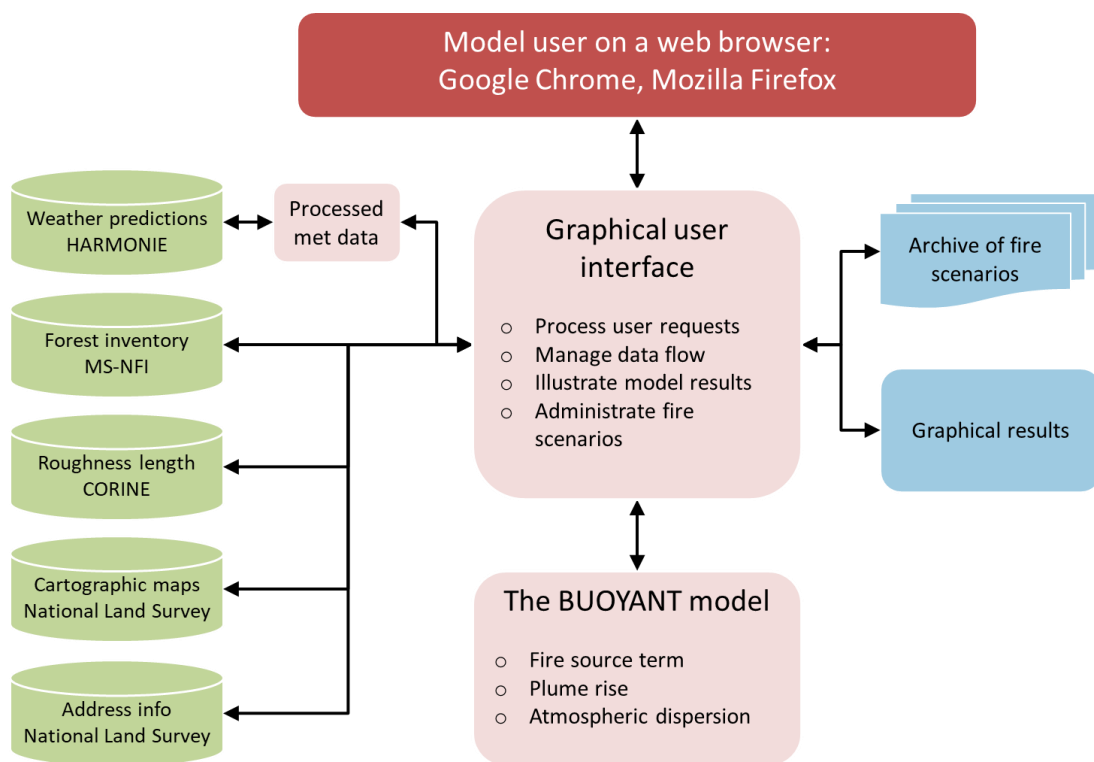 Model user on a web browser:
Google Chrome, Mozilla Firefox
Weather predictions
HARMONIE
Processed
met data
Forest inventory
MS-NFI
Roughness length
CORINE
Cartographic maps
National Land Survey
Address info
National Land Survey
Graphical user
interface
o Process user requests
o Manage data flow
o Illustrate model results
o Administrate fire
scenarios
The BUOYANT model
o Fire source term
o Plume rise
o Atmospheric dispersion
Archive of fire
scenarios
Graphical results